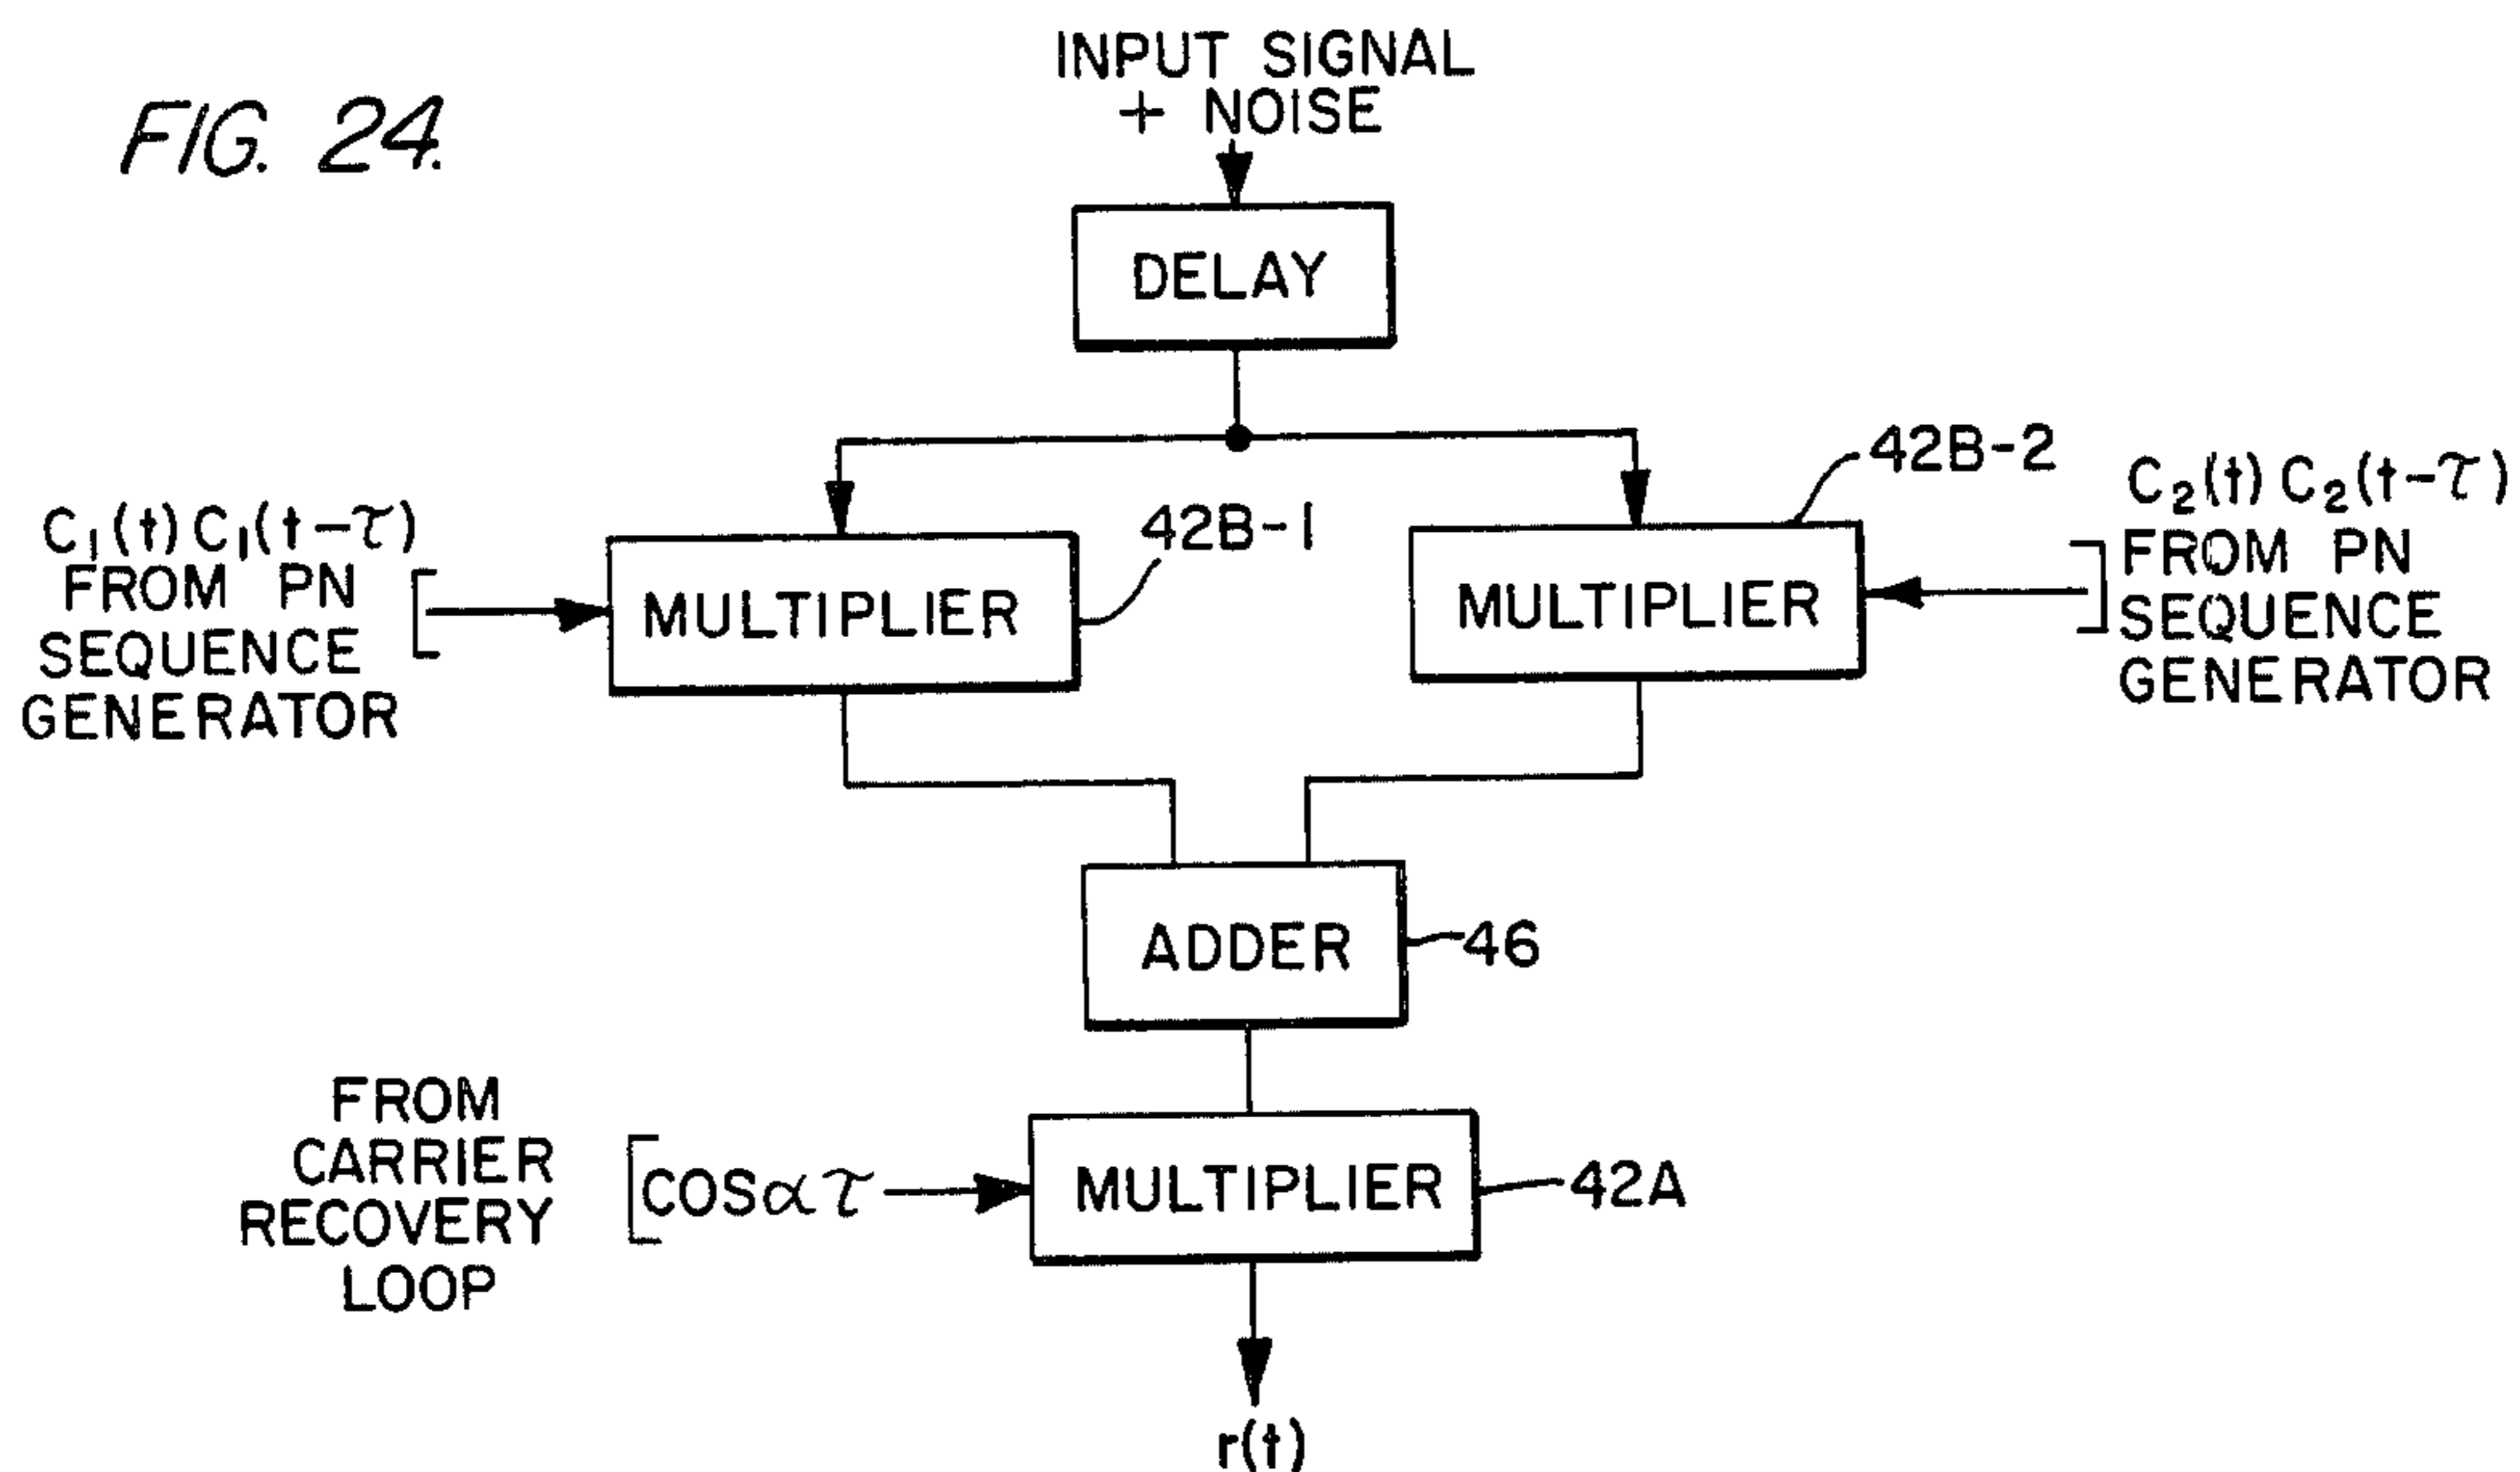 FIG. 24.
INPUT SIGNAL
+ NOISE
DELAY
42B-2
C₂(t) C₂(t-τ)
FROM PN
SEQUENCE
GENERATOR
C₁(t) C₁(t-τ)
FROM PN
SEQUENCE
GENERATOR
42B-1
MULTIPLIER
MULTIPLIER
ADDER
46
FROM
CARRIER
RECOVERY
LOOP
COSατ
MULTIPLIER
42A
r(t)